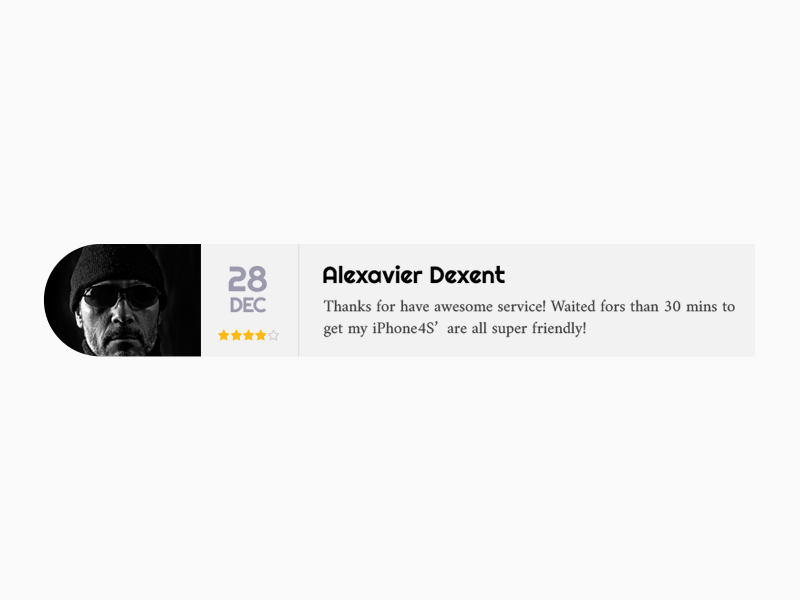 28
DEC
Alexavier Dexent
Thanks for have awesome service! Waited fors than 30 mins to
get my iPhone4S’ are all super friendly!